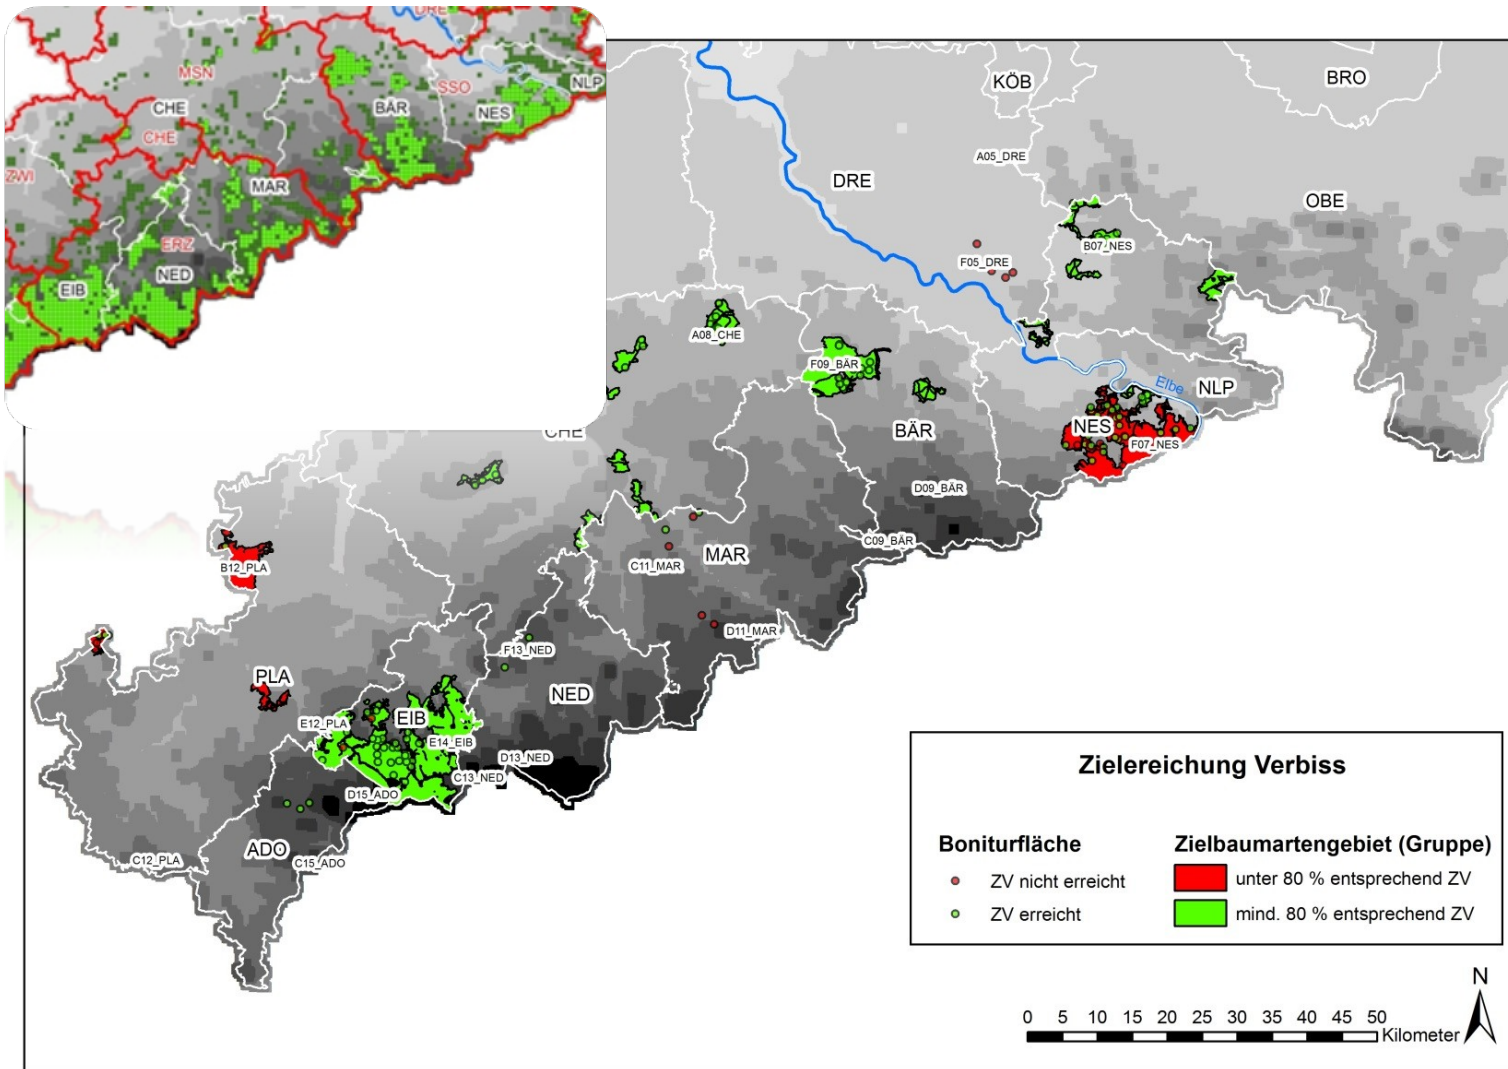 DRE
MSN
SSO
NLP
CHE
BÄR
NES
CHE
ZWI
MAR
ERZ
NED
EIB
KÖB
BRO
A05_DRE
DRE
OBE
B07_NES
F05_DRE
A08_CHE
F09_BÄR
Elbe
NLP
CHE
BÄR
NES
F07_NES
D09_BÄR
C09_BÄR
MAR
B12_PLA
C11_MAR
D11_MAR
F13_NED
PLA
NED
E12_PLA
EIB
E14_EIB
D13_NED
C13_NED
D15_ADO
ADO
C12_PLA
C15_ADO
Zielereichung Verbiss
Boniturfläche
ZV nicht erreicht
ZV erreicht
Zielbaumartengebiet (Gruppe)
unter 80 % entsprechend ZV
mind. 80 % entsprechend ZV
N
0 5 10 15 20 25 30 35 40 45 50
Kilometer